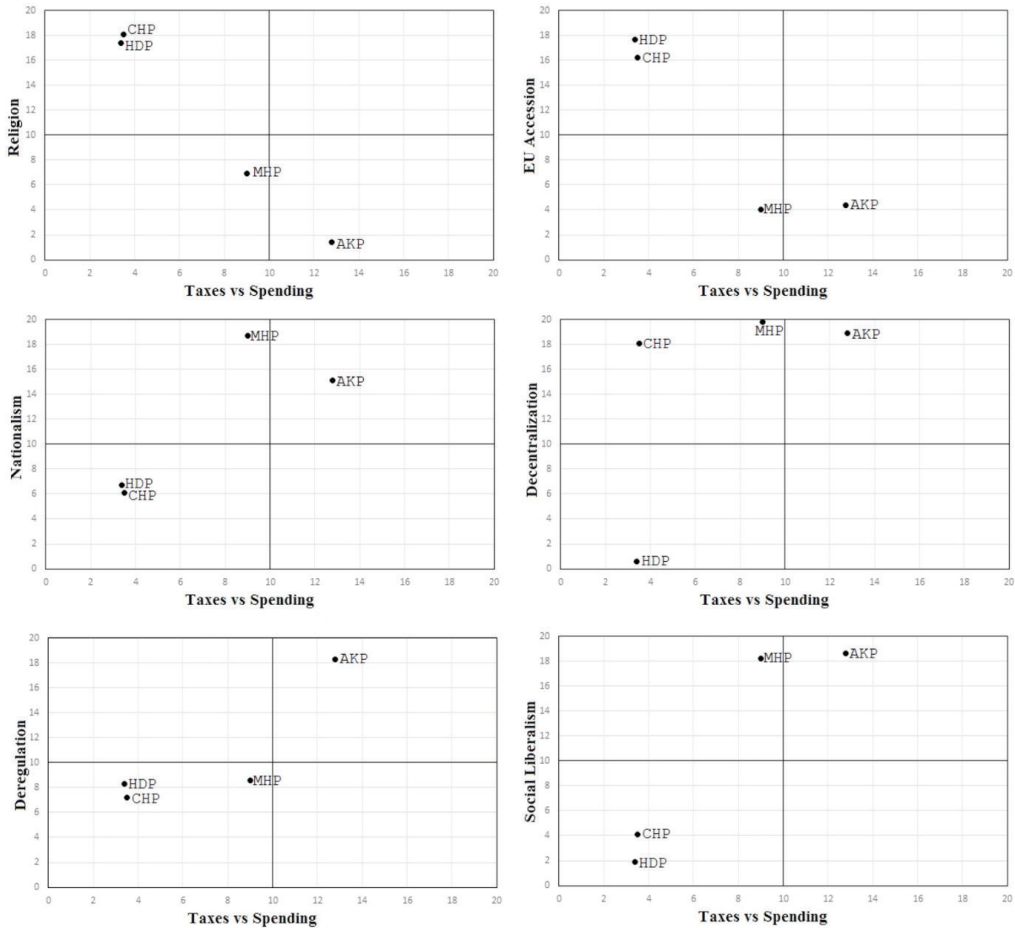 20
18
16
14
12
10
8
6
4
2
0
Religion
CHP
HDP
MHP
AKP
0 2 4 6 8 10 12 14 16 18 20
Taxes vs Spending
20
18
16
14
12
10
8
6
4
2
0
EU Accession
HDP
CHP
MHP
AKP
0 2 4 6 8 10 12 14 16 18 20
Taxes vs Spending
20
18
16
14
12
10
8
6
4
2
0
Nationalism
MHP
AKP
HDP
CHP
0 2 4 6 8 10 12 14 16 18 20
Taxes vs Spending
20
18
16
14
12
10
8
6
4
2
0
Decentralization
MHP
AKP
CHP
HDP
0 2 4 6 8 10 12 14 16 18 20
Taxes vs Spending
20
18
16
14
12
10
8
6
4
2
0
Deregulation
AKP
HDP
MHP
CHP
0 2 4 6 8 10 12 14 16 18 20
Taxes vs Spending
20
18
16
14
12
10
8
6
4
2
0
Social Liberalism
MHP
AKP
CHP
HDP
0 2 4 6 8 10 12 14 16 18 20
Taxes vs Spending